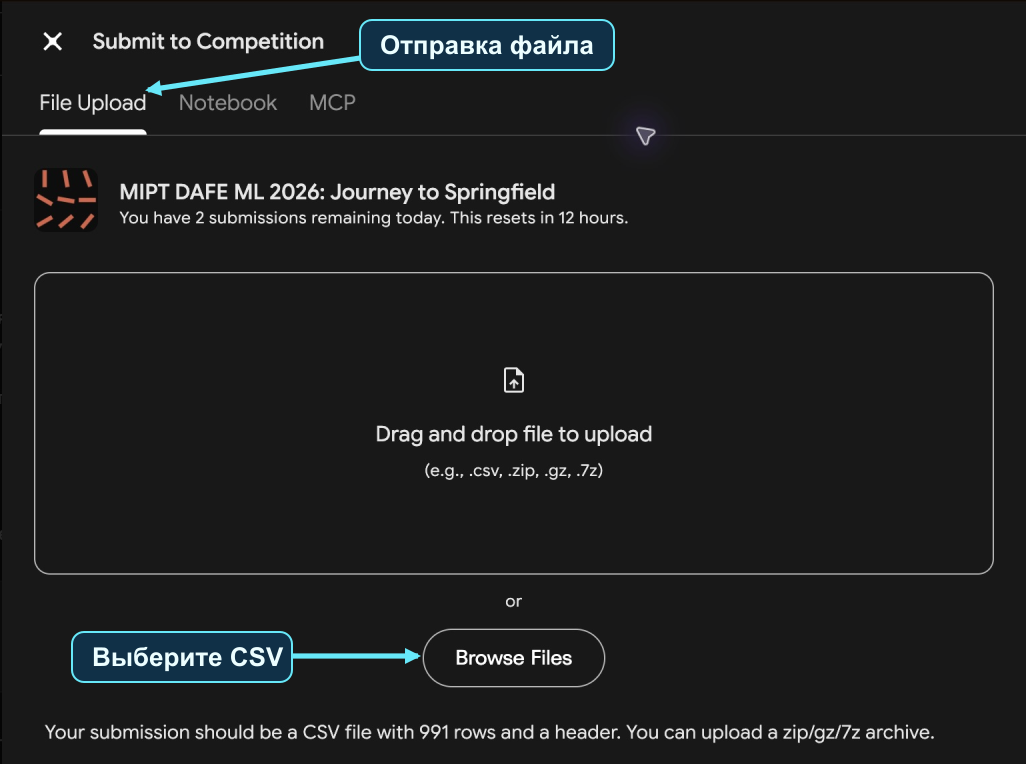 Submit to Competition
Отправка файла
File Upload Notebook MCP
MIPT DAFE ML 2026: Journey to Springfield
You have 2 submissions remaining today. This resets in 12 hours.
Drag and drop file to upload
(e.g., .csv, .zip, .gz, .7z)
or
Выберите CSV
Browse Files
Your submission should be a CSV file with 991 rows and a header. You can upload a zip/gz/7z archive.